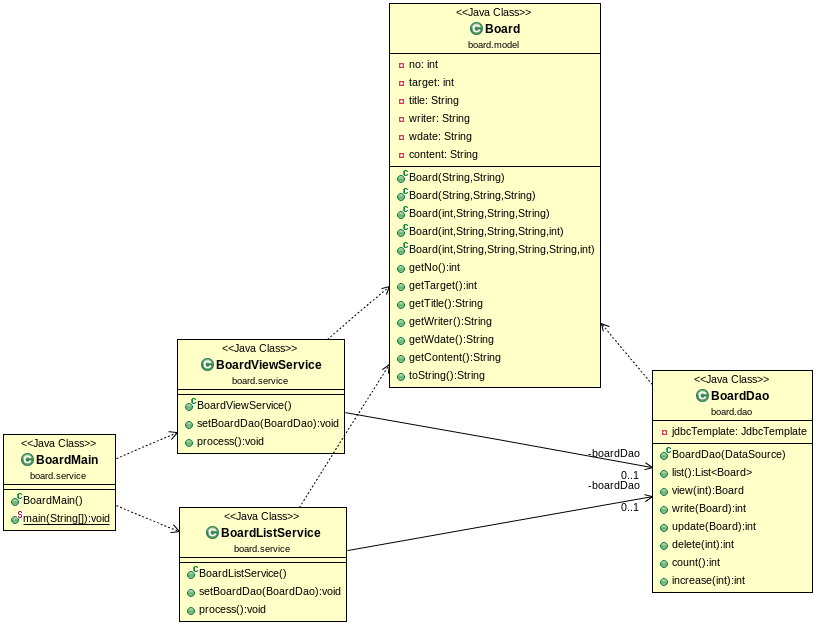 <<Java Class>>
Board
board.model
no: int
target: int
title: String
writer: String
wdate: String
content: String
Board(String,String)
Board(String,String,String)
Board(int,String,String,String)
Board(int,String,String,String,int)
Board(int,String,String,String,String,int)
getNo():int
getTarget():int
getTitle():String
getWriter():String
getWdate():String
getContent():String
toString():String
<<Java Class>>
BoardViewService
board.service
BoardViewService()
setBoardDao(BoardDao):void
process():void
<<Java Class>>
BoardMain
board.service
BoardMain()
main(String[]):void
<<Java Class>>
BoardListService
board.service
BoardListService()
setBoardDao(BoardDao):void
process():void
-boardDao
0..1
-boardDao
0..1
<<Java Class>>
BoardDao
board.dao
jdbcTemplate: JdbcTemplate
BoardDao(DataSource)
list():List<Board>
view(int):Board
write(Board):int
update(Board):int
delete(int):int
count():int
increase(int):int